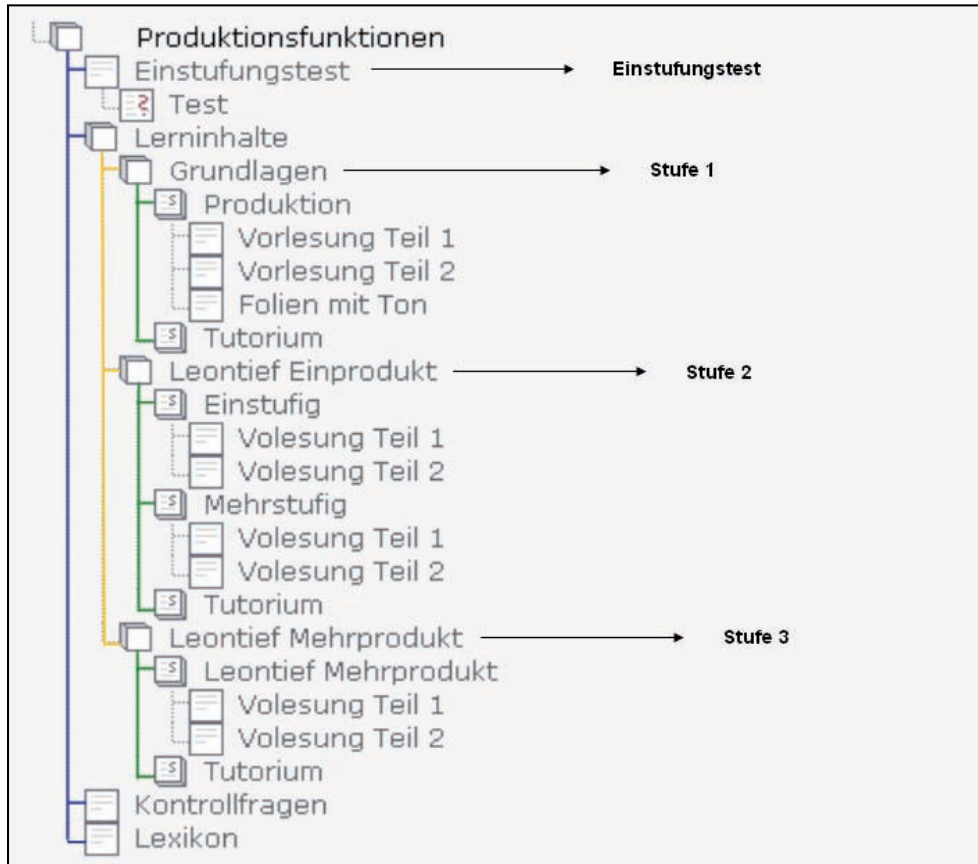 Produktionsfunktionen
Einstufungstest Einstufungstest
Test
Lerninhalte
Grundlagen Stufe 1
Produktion
Vorlesung Teil 1
Vorlesung Teil 2
Folien mit Ton
Tutorium
Leontief Einprodukt Stufe 2
Einstufig
Volesung Teil 1
Volesung Teil 2
Mehrstufig
Volesung Teil 1
Volesung Teil 2
Tutorium
Leontief Mehrprodukt Stufe 3
Leontief Mehrprodukt
Volesung Teil 1
Volesung Teil 2
Tutorium
Kontrollfragen
Lexikon